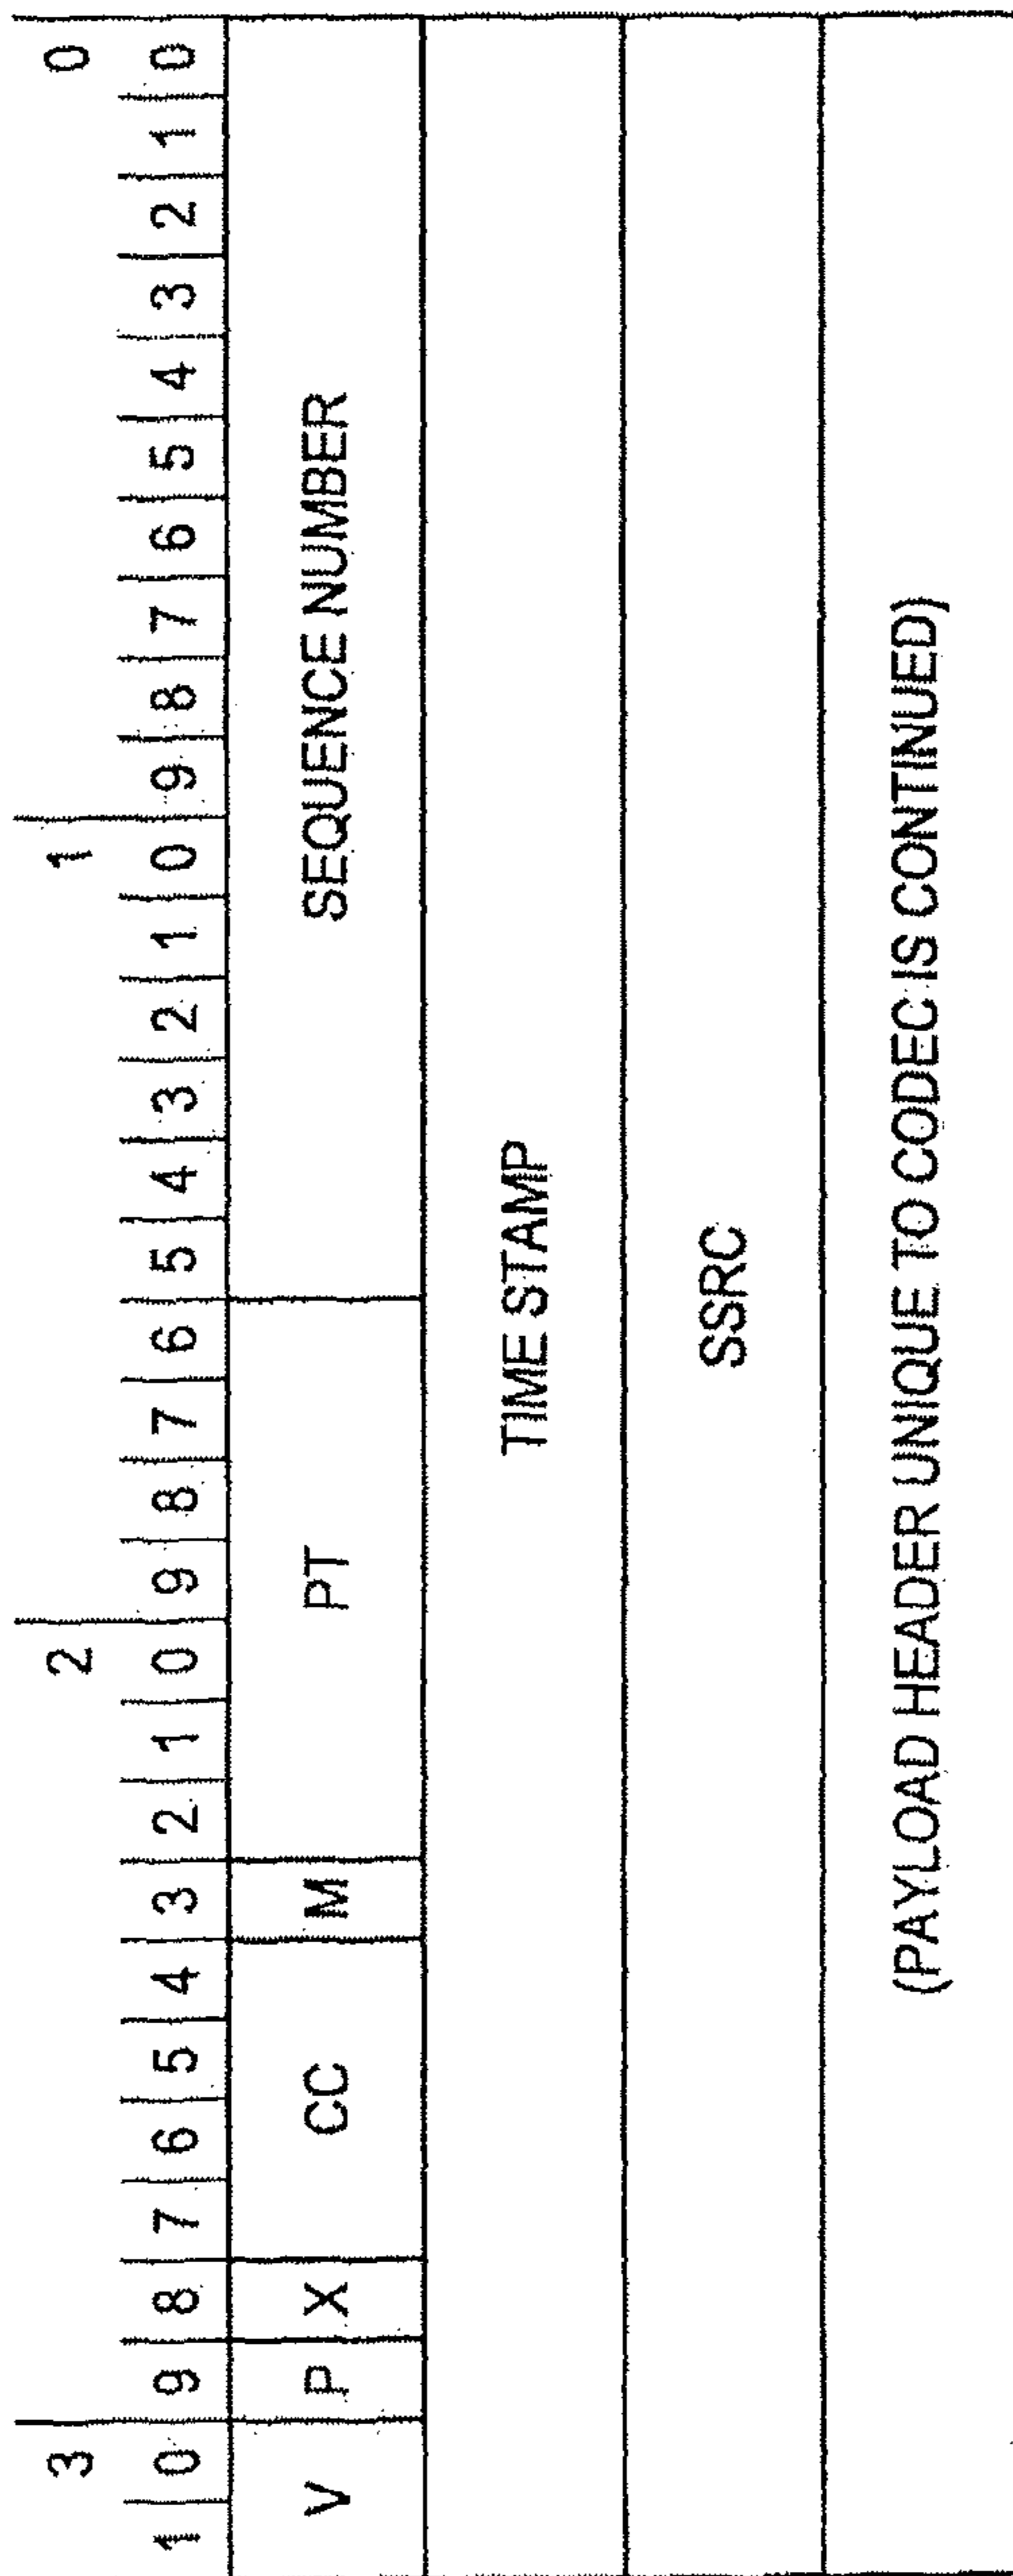 3 2 1 0
1 0 9 8 7 6 5 4 3 2 1 0 9 8 7 6 5 4 3 2 1 0 9 8 7 6 5 4 3 2 1 0
V P X CC M PT SEQUENCE NUMBER
TIME STAMP
SSRC
(PAYLOAD HEADER UNIQUE TO CODEC IS CONTINUED)